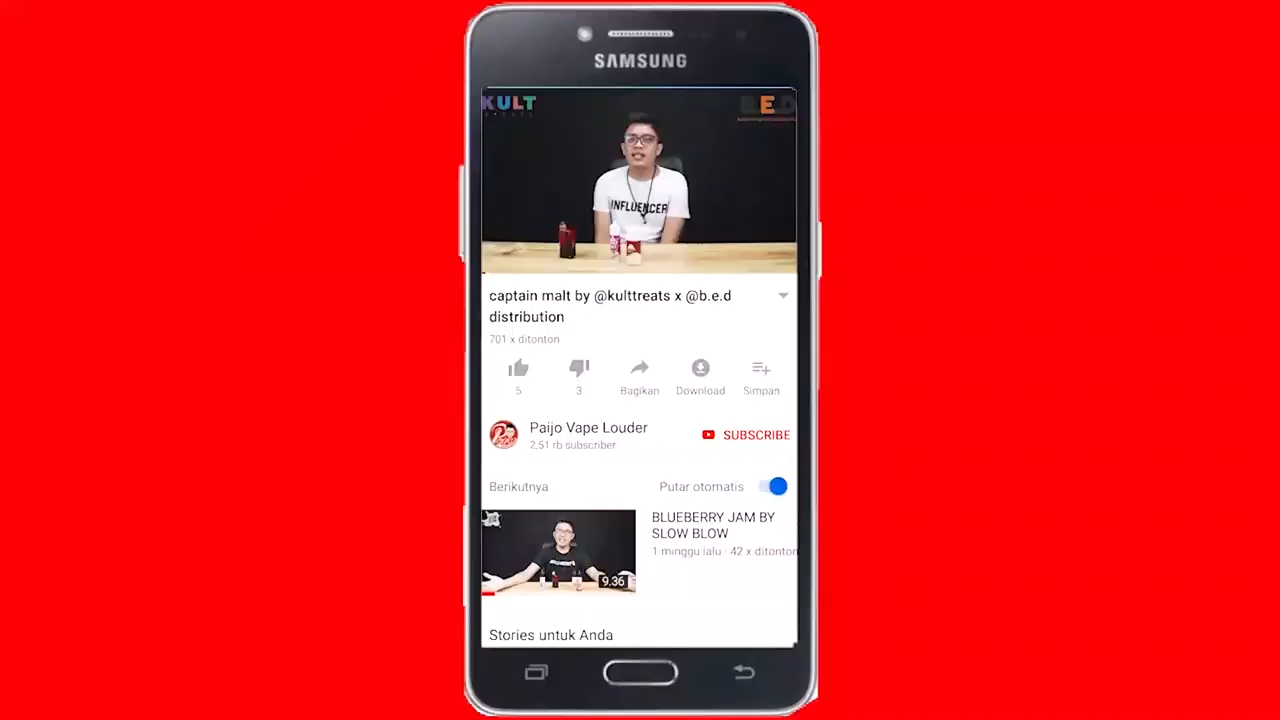 SAMSUNG
KULT
B.E.D
INFLUENCER
captain malt by @kulttreats x @b.e.d
distribution
701 x ditonton
5
3
Bagikan
Download
Simpan
Paijo Vape Louder
SUBSCRIBE
2,51 rb subscriber
Berikutnya
Putar otomatis
BLUEBERRY JAM BY
SLOW BLOW
1 minggu lalu · 42 x ditonton
9.36
Stories untuk Anda